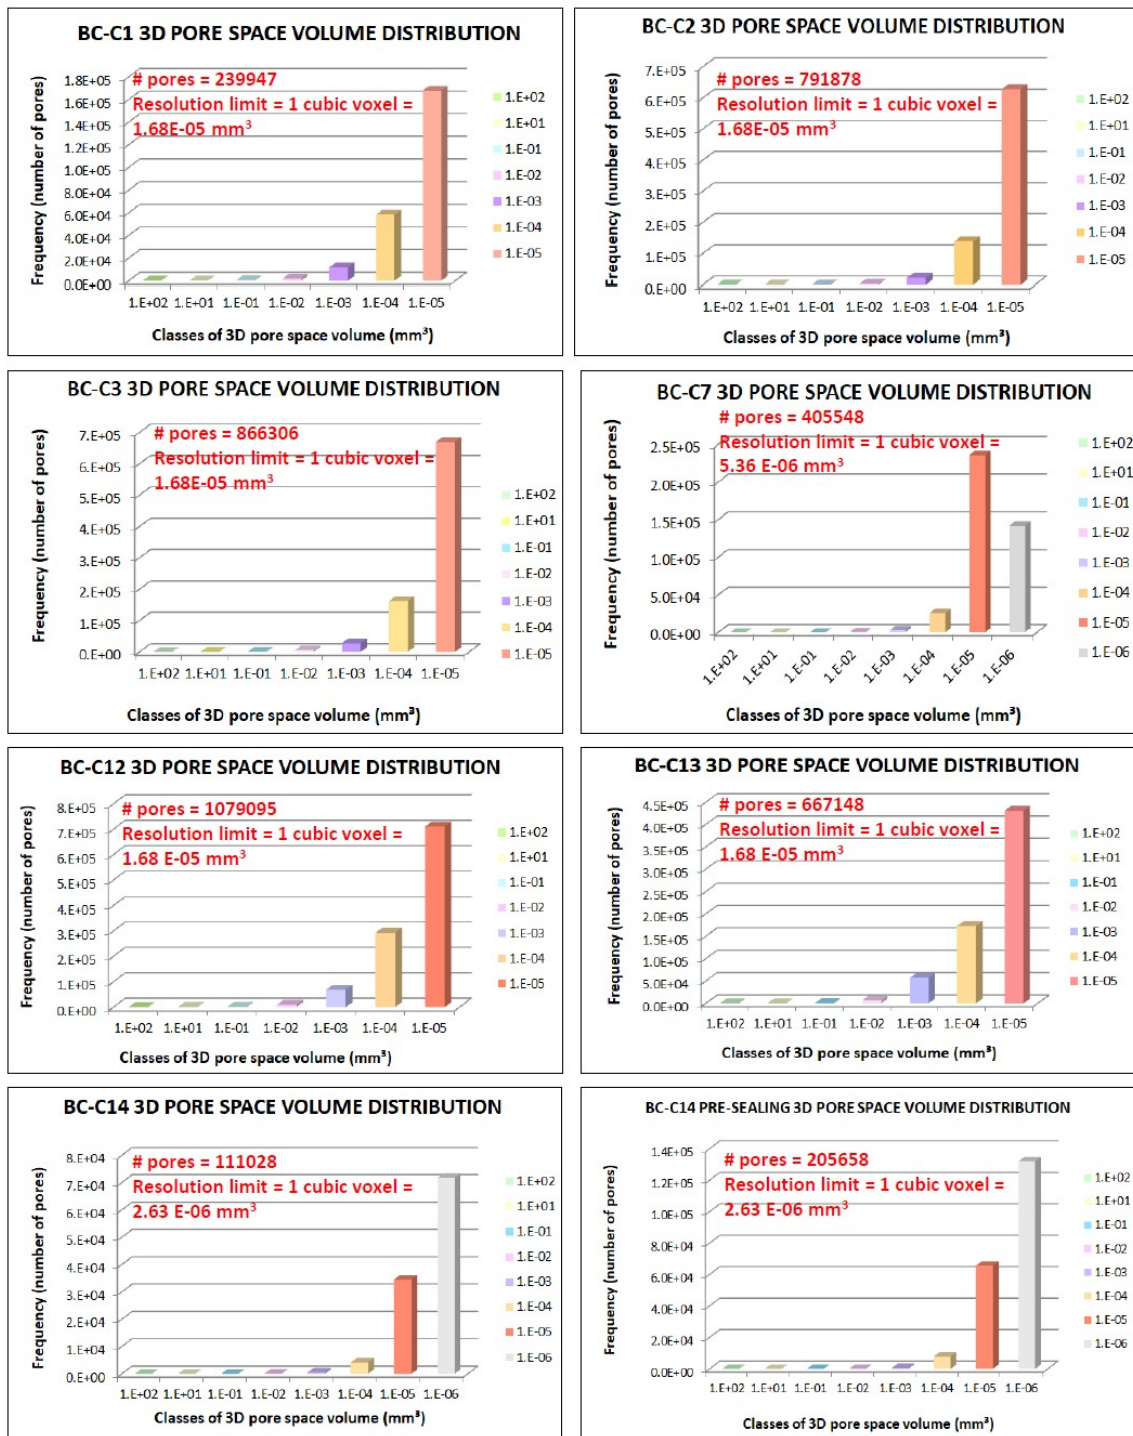 BC-C1 3D PORE SPACE VOLUME DISTRIBUTION
# pores = 239947
Resolution limit = 1 cubic voxel =
1.68E-05 mm³
Frequency (number of pores)
1.8E+05
1.6E+05
1.4E+05
1.2E+05
1.0E+05
8.0E+04
6.0E+04
4.0E+04
2.0E+04
0.0E+00
1.E+02 1.E+01 1.E-01 1.E-02 1.E-03 1.E-04 1.E-05
Classes of 3D pore space volume (mm³)
1.E+02
1.E+01
1.E-01
1.E-02
1.E-03
1.E-04
1.E-05
BC-C2 3D PORE SPACE VOLUME DISTRIBUTION
# pores = 791878
Resolution limit = 1 cubic voxel =
1.68E-05 mm³
Frequency (number of pores)
7.E+05
6.E+05
5.E+05
4.E+05
3.E+05
2.E+05
1.E+05
0.E+00
1.E+02 1.E+01 1.E-01 1.E-02 1.E-03 1.E-04 1.E-05
Classes of 3D pore space volume (mm³)
1.E+02
1.E+01
1.E-01
1.E-02
1.E-03
1.E-04
1.E-05
BC-C3 3D PORE SPACE VOLUME DISTRIBUTION
# pores = 866306
Resolution limit = 1 cubic voxel =
1.68E-05 mm³
Frequency (number of pores)
7.E+05
6.E+05
5.E+05
4.E+05
3.E+05
2.E+05
1.E+05
0.E+00
1.E+02 1.E+01 1.E-01 1.E-02 1.E-03 1.E-04 1.E-05
Classes of 3D pore space volume (mm³)
1.E+02
1.E+01
1.E-01
1.E-02
1.E-03
1.E-04
1.E-05
BC-C7 3D PORE SPACE VOLUME DISTRIBUTION
# pores = 405548
Resolution limit = 1 cubic voxel =
5.36 E-06 mm³
Frequency (number of pores)
2.5E+05
2.0E+05
1.5E+05
1.0E+05
5.0E+04
0.0E+00
1.E+02 1.E+01 1.E-01 1.E-02 1.E-03 1.E-04 1.E-05 1.E-06
Classes of 3D pore space volume (mm³)
1.E+02
1.E+01
1.E-01
1.E-02
1.E-03
1.E-04
1.E-05
1.E-06
BC-C12 3D PORE SPACE VOLUME DISTRIBUTION
# pores = 1079095
Resolution limit = 1 cubic voxel =
1.68 E-05 mm³
Frequency (number of pores)
8.E+05
7.E+05
6.E+05
5.E+05
4.E+05
3.E+05
2.E+05
1.E+05
0.E+00
1.E+02 1.E+01 1.E-01 1.E-02 1.E-03 1.E-04 1.E-05
Classes of 3D pore space volume (mm³)
1.E+02
1.E+01
1.E-01
1.E-02
1.E-03
1.E-04
1.E-05
BC-C13 3D PORE SPACE VOLUME DISTRIBUTION
# pores = 667148
Resolution limit = 1 cubic voxel =
1.68 E-05 mm³
Frequency (number of pores)
4.5E+05
4.0E+05
3.5E+05
3.0E+05
2.5E+05
2.0E+05
1.5E+05
1.0E+05
5.0E+04
0.0E+00
1.E+02 1.E+01 1.E-01 1.E-02 1.E-03 1.E-04 1.E-05
Classes of 3D pore space volume (mm³)
1.E+02
1.E+01
1.E-01
1.E-02
1.E-03
1.E-04
1.E-05
BC-C14 3D PORE SPACE VOLUME DISTRIBUTION
# pores = 111028
Resolution limit = 1 cubic voxel =
2.63 E-06 mm³
Frequency (number of pores)
8.E+04
7.E+04
6.E+04
5.E+04
4.E+04
3.E+04
2.E+04
1.E+04
0.E+00
1.E+02 1.E+01 1.E-01 1.E-02 1.E-03 1.E-04 1.E-05 1.E-06
Classes of 3D pore space volume (mm³)
1.E+02
1.E+01
1.E-01
1.E-02
1.E-03
1.E-04
1.E-05
1.E-06
BC-C14 PRE-SEALING 3D PORE SPACE VOLUME DISTRIBUTION
# pores = 205658
Resolution limit = 1 cubic voxel =
2.63 E-06 mm³
Frequency (number of pores)
1.4E+05
1.2E+05
1.0E+05
8.0E+04
6.0E+04
4.0E+04
2.0E+04
0.0E+00
1.E+02 1.E+01 1.E-01 1.E-02 1.E-03 1.E-04 1.E-05 1.E-06
Classes of 3D pore space volume (mm³)
1.E+02
1.E+01
1.E-01
1.E-02
1.E-03
1.E-04
1.E-05
1.E-06